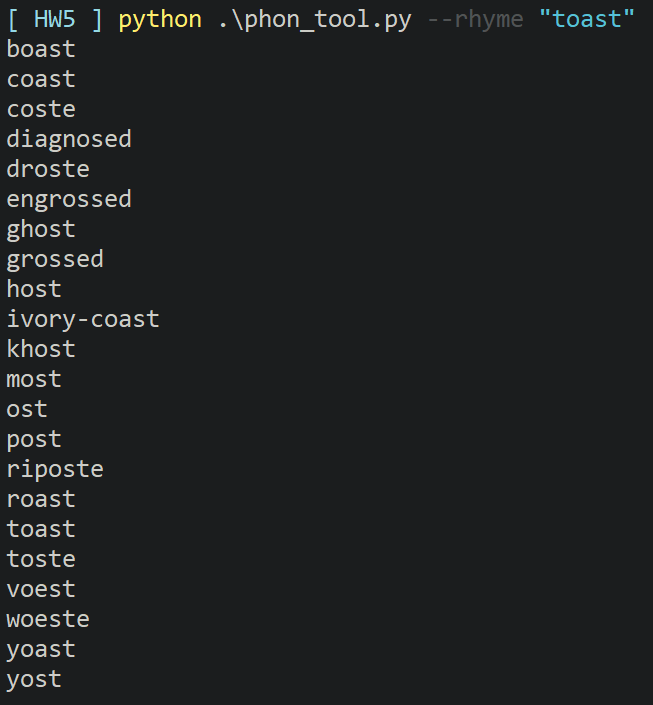 [ HW5 ] python .\phon_tool.py --rhyme "toast"
boast
coast
coste
diagnosed
droste
engrossed
ghost
grossed
host
ivory-coast
khost
most
ost
post
riposte
roast
toast
toste
voest
woeste
yoast
yost